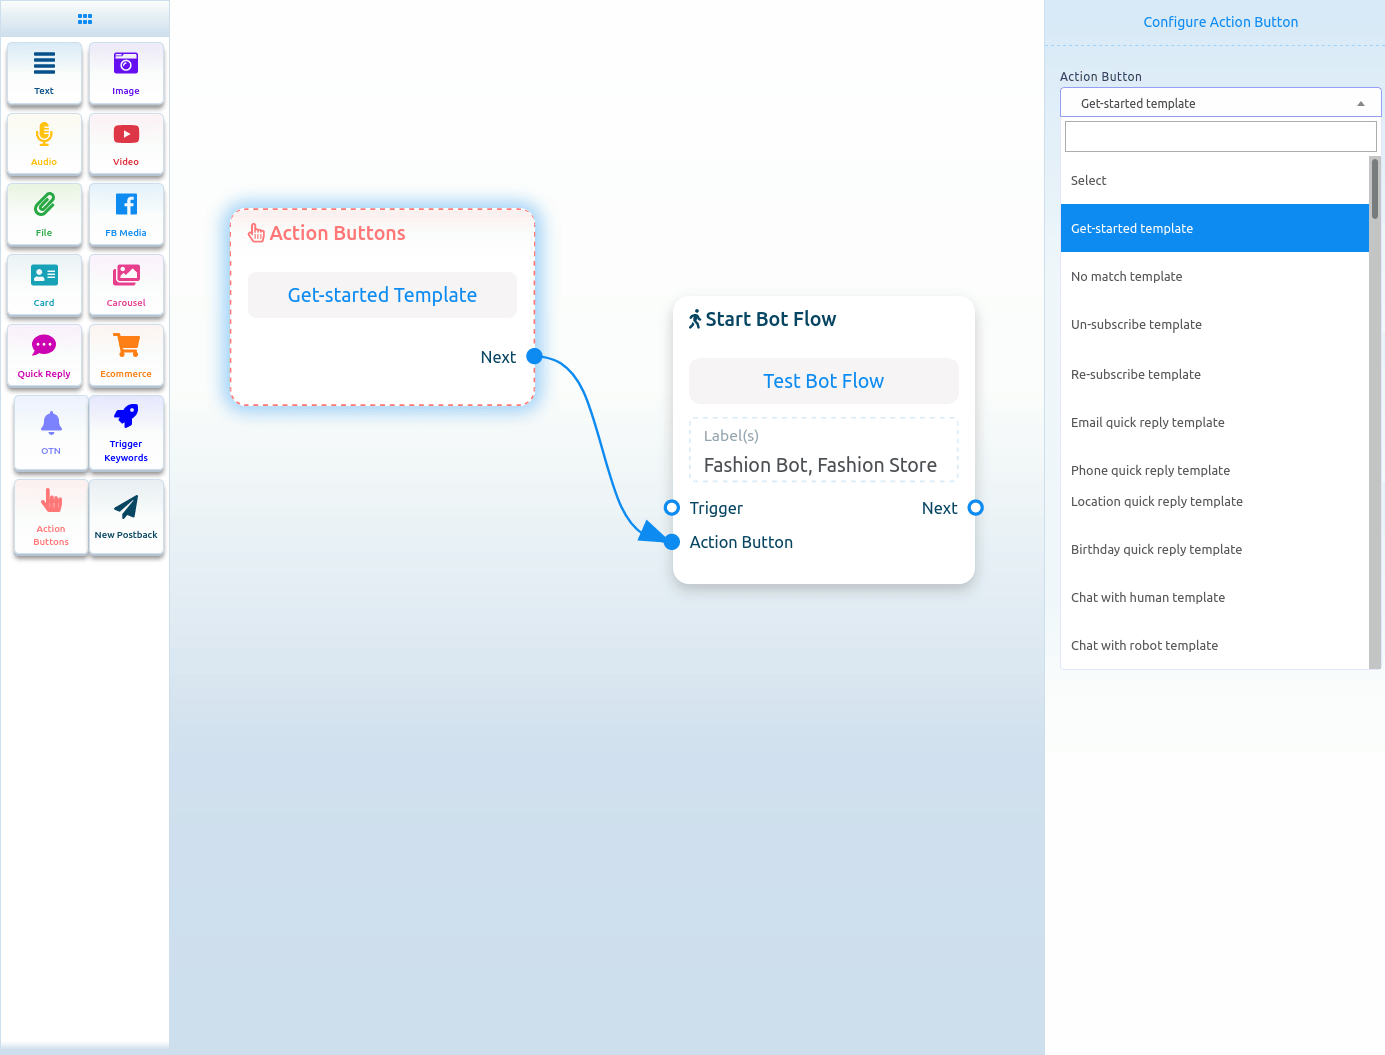 Text
Image
Audio
Video
File
FB Media
Card
Carousel
Quick Reply
Ecommerce
OTN
Trigger
Keywords
Action
Buttons
New Postback
Action Buttons
Get-started Template
Next
Start Bot Flow
Test Bot Flow
Label(s)
Fashion Bot, Fashion Store
Trigger
Next
Action Button
Configure Action Button
Action Button
Get-started template
Select
Get-started template
No match template
Un-subscribe template
Re-subscribe template
Email quick reply template
Phone quick reply template
Location quick reply template
Birthday quick reply template
Chat with human template
Chat with robot template